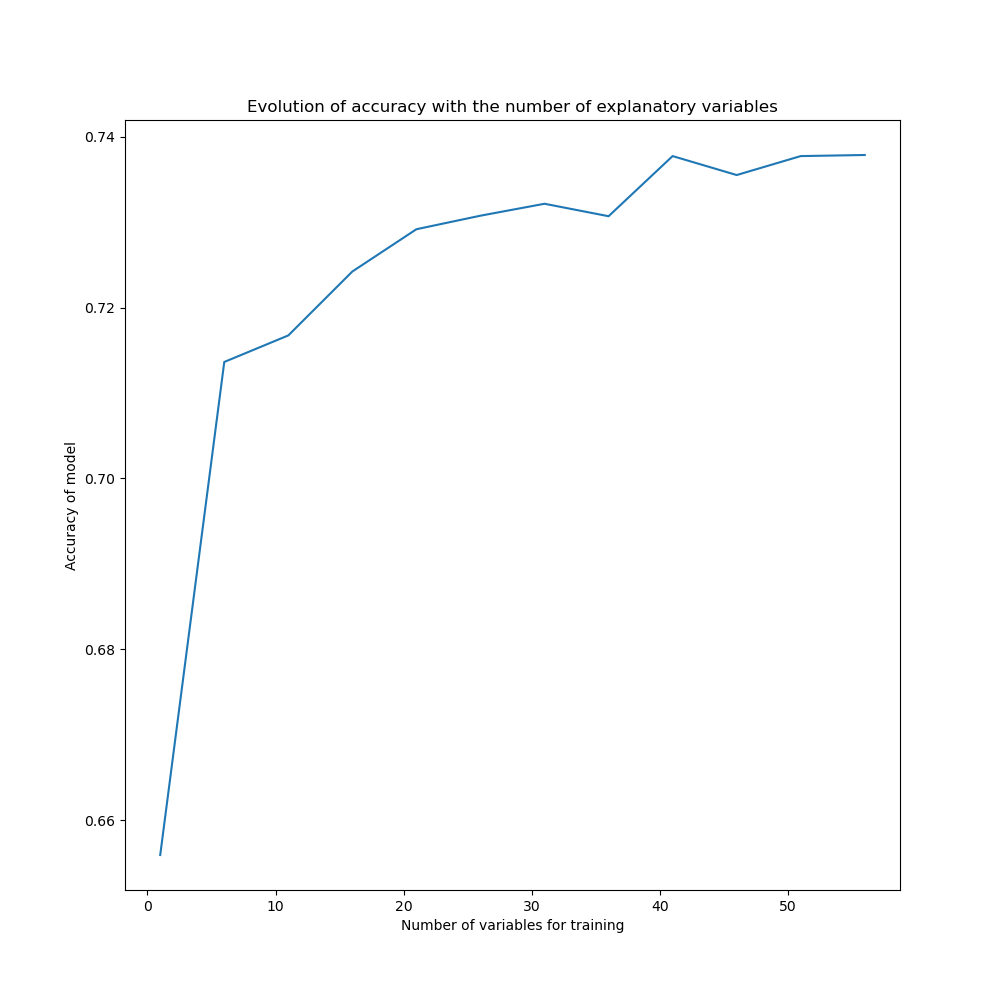 Evolution of accuracy with the number of explanatory variables
0.74
0.72
0.70
0.68
0.66
Accuracy of model
0 10 20 30 40 50
Number of variables for training